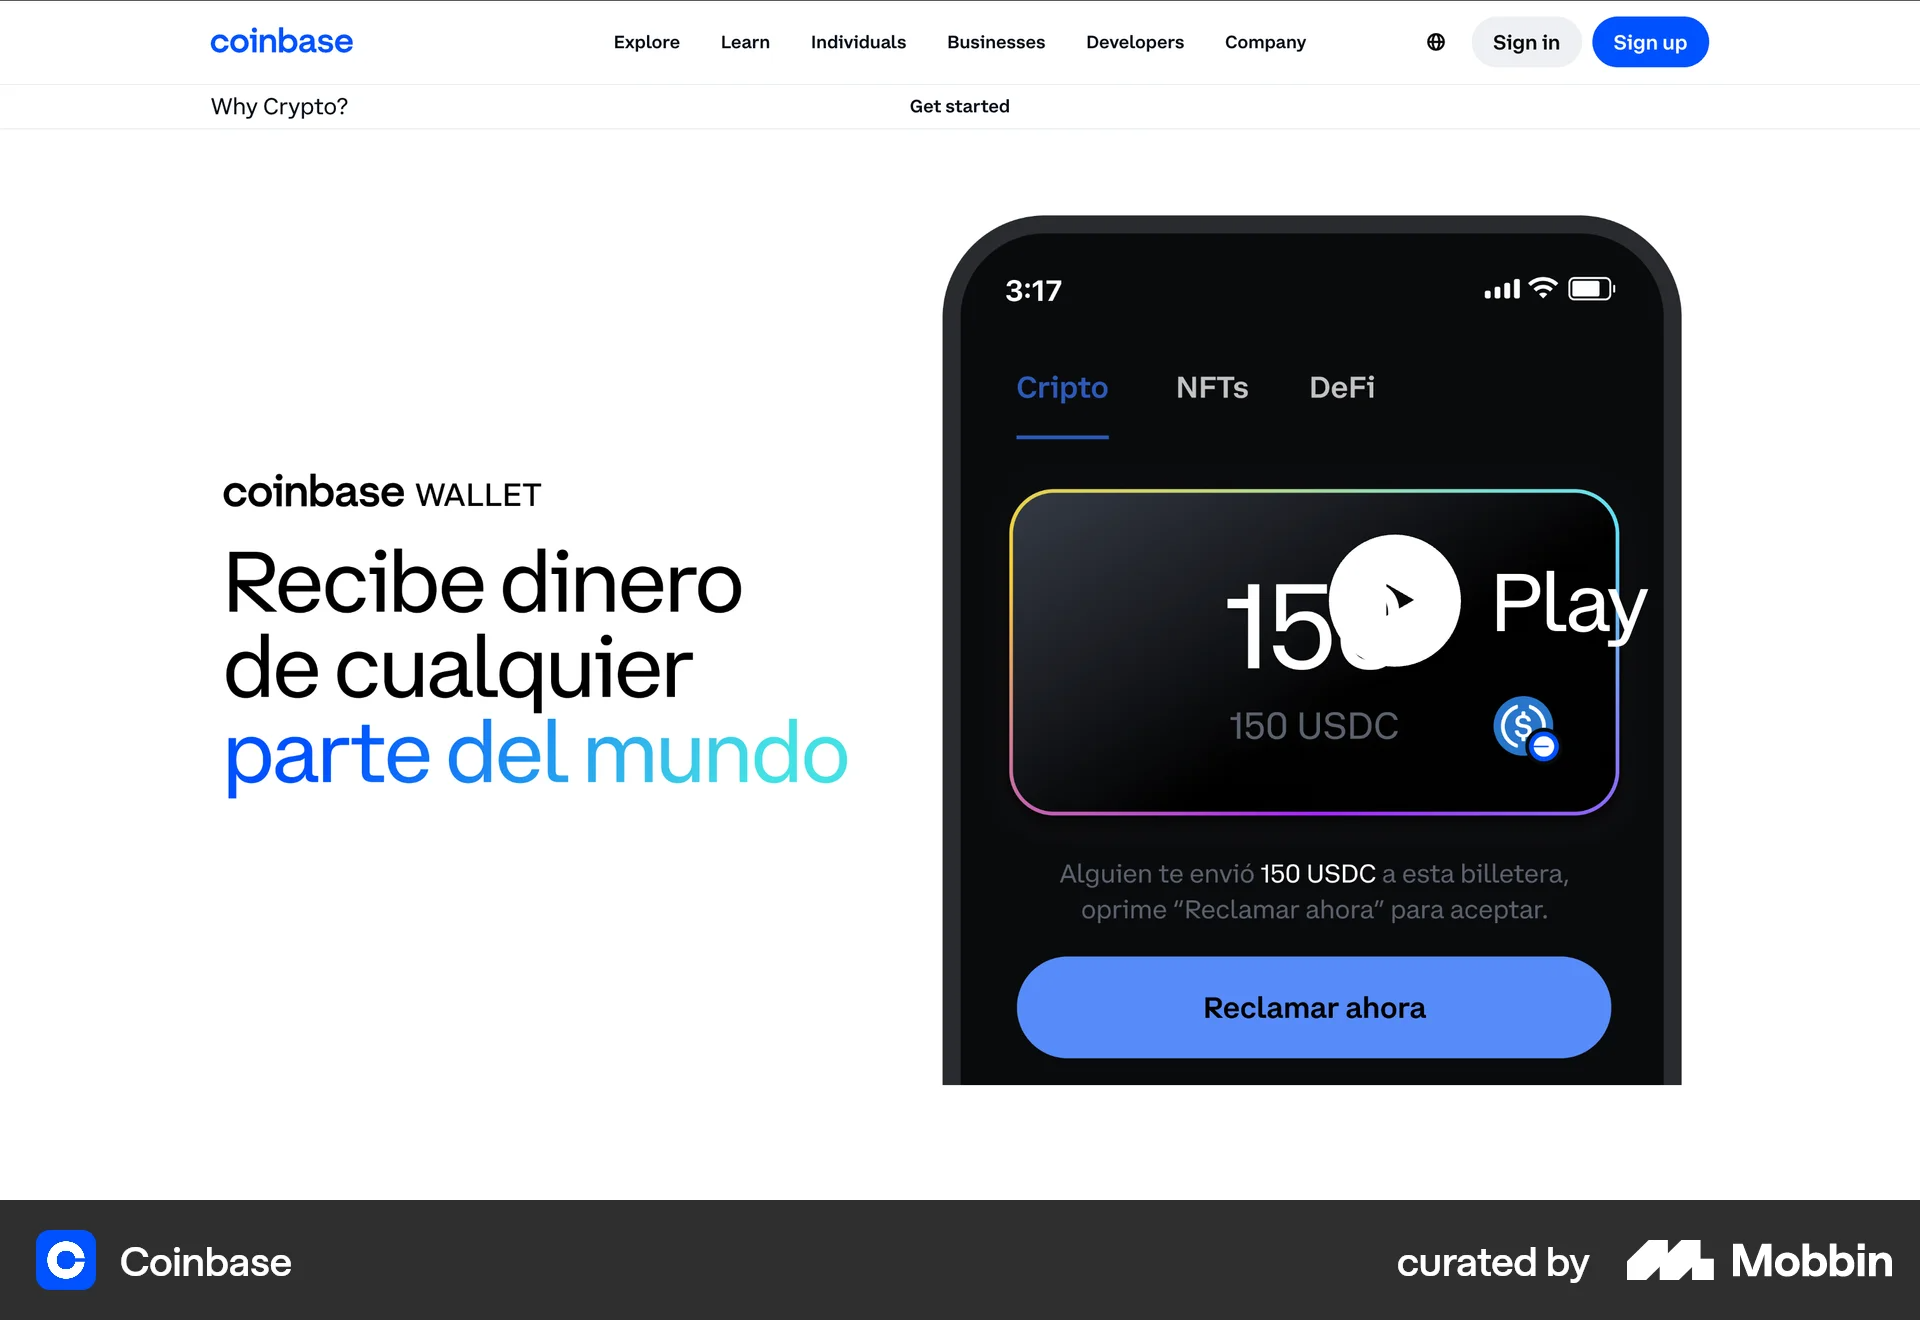 coinbase
Explore
Learn
Individuals
Businesses
Developers
Company
Sign in
Sign up
Why Crypto?
Get started
coinbase WALLET
Recibe dinero
de cualquier
parte del mundo
3:17
Cripto
NFTs
DeFi
150
Play
150 USDC
Alguien te envió 150 USDC a esta billetera,
oprime “Reclamar ahora” para aceptar.
Reclamar ahora
Coinbase
curated by
Mobbin